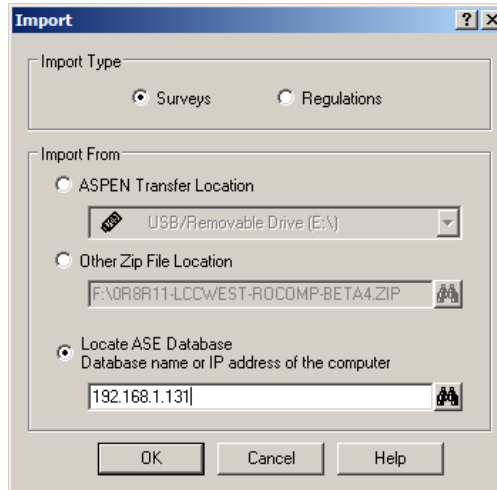 Import
Import Type
Surveys Regulations
Import From
ASPEN Transfer Location
USB/Removable Drive (E:\)
Other Zip File Location
F:\0R8R11-LCCWEST-ROCOMP-BETA4.ZIP
Locate ASE Database
Database name or IP address of the computer
192.168.1.131
OK Cancel Help